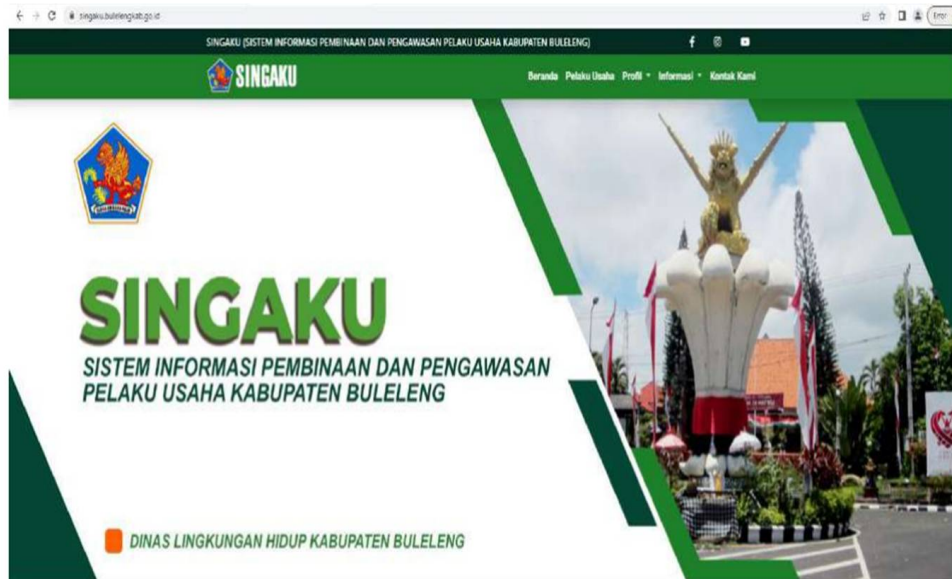 singaku.bulelengkab.go.id
Error
SINGAKU (SISTEM INFORMASI PEMBINAAN DAN PENGAWASAN PELAKU USAHA KABUPATEN BULELENG)
SINGAKU
Beranda Pelaku Usaha Profil Informasi Kontak Kami
SINGAKU
SISTEM INFORMASI PEMBINAAN DAN PENGAWASAN
PELAKU USAHA KABUPATEN BULELENG
DINAS LINGKUNGAN HIDUP KABUPATEN BULELENG